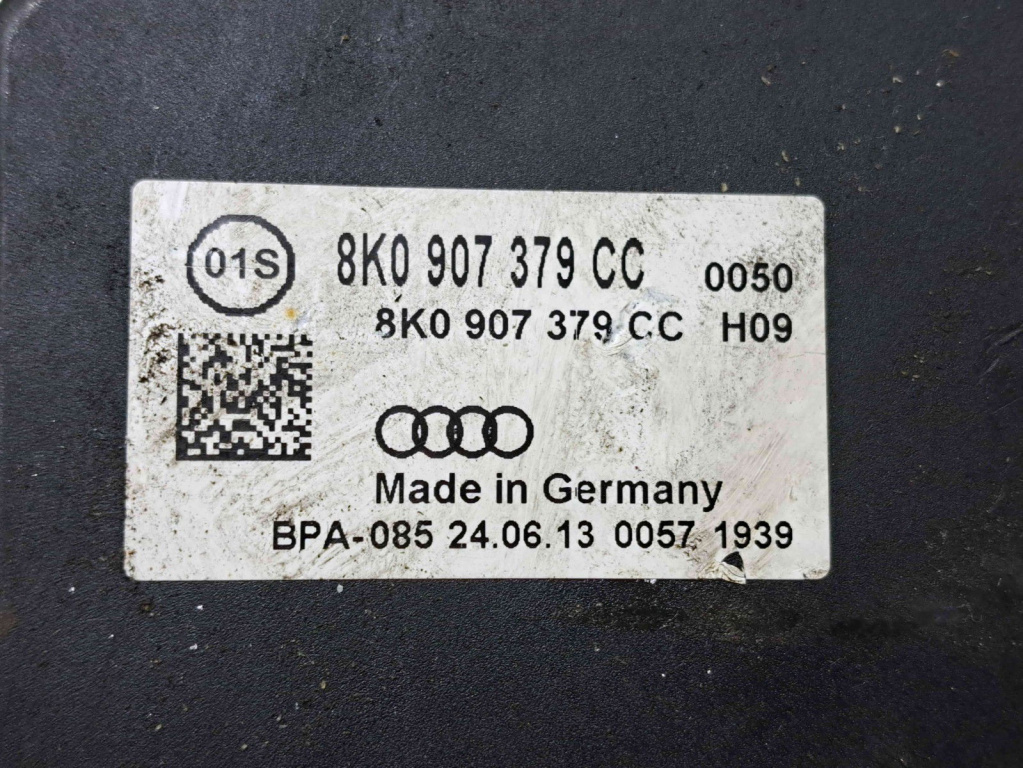 01S 8K0 907 379 CC 0050
8K0 907 379 CC H09
Made in Germany
BPA-085 24.06.13 0057 1939